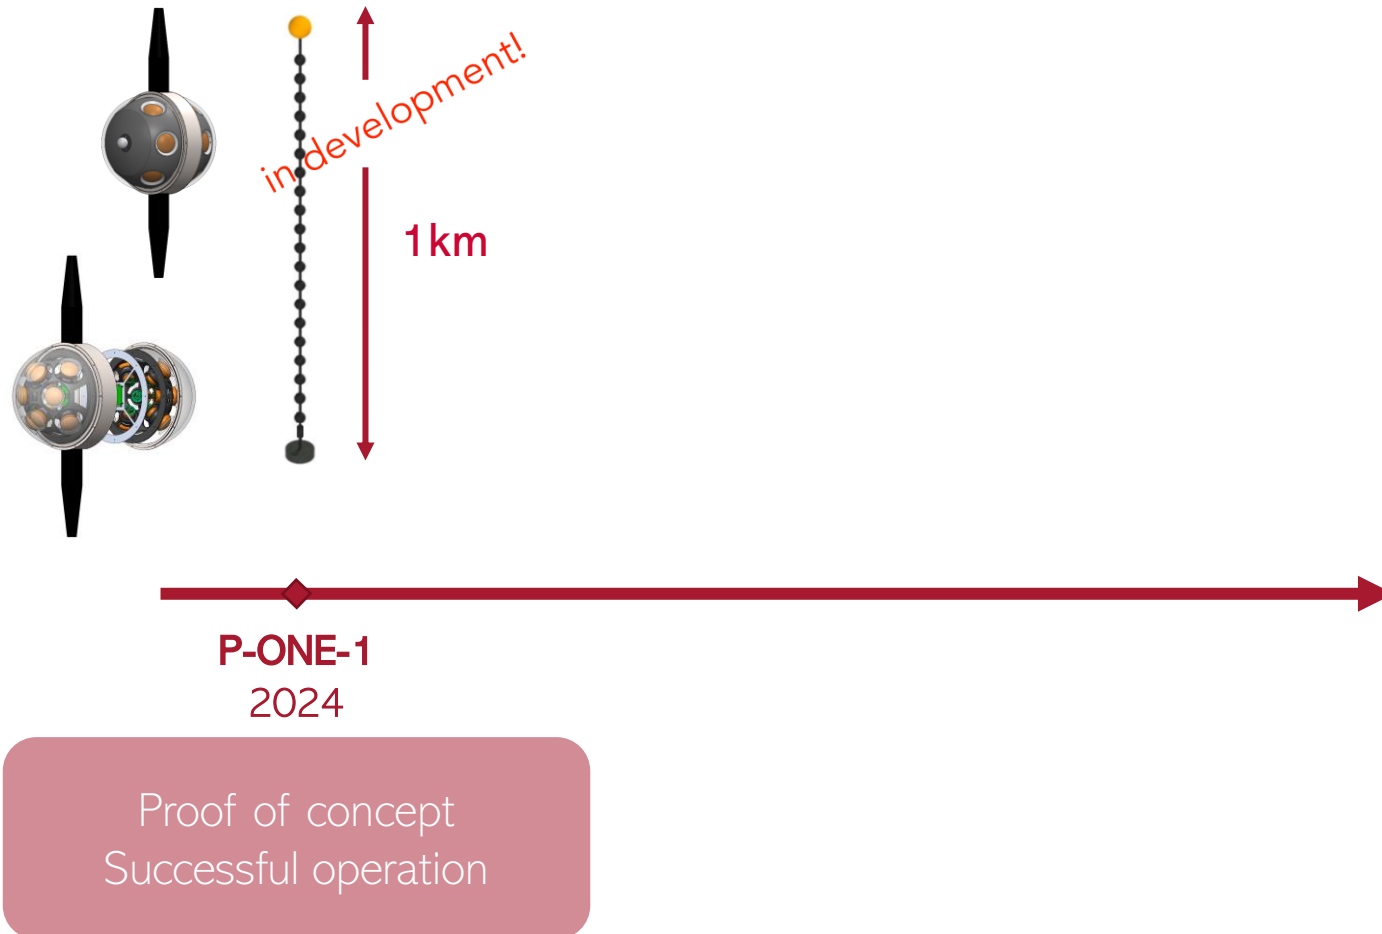 in development!
1km
P-ONE-1
2024
Proof of concept
Successful operation